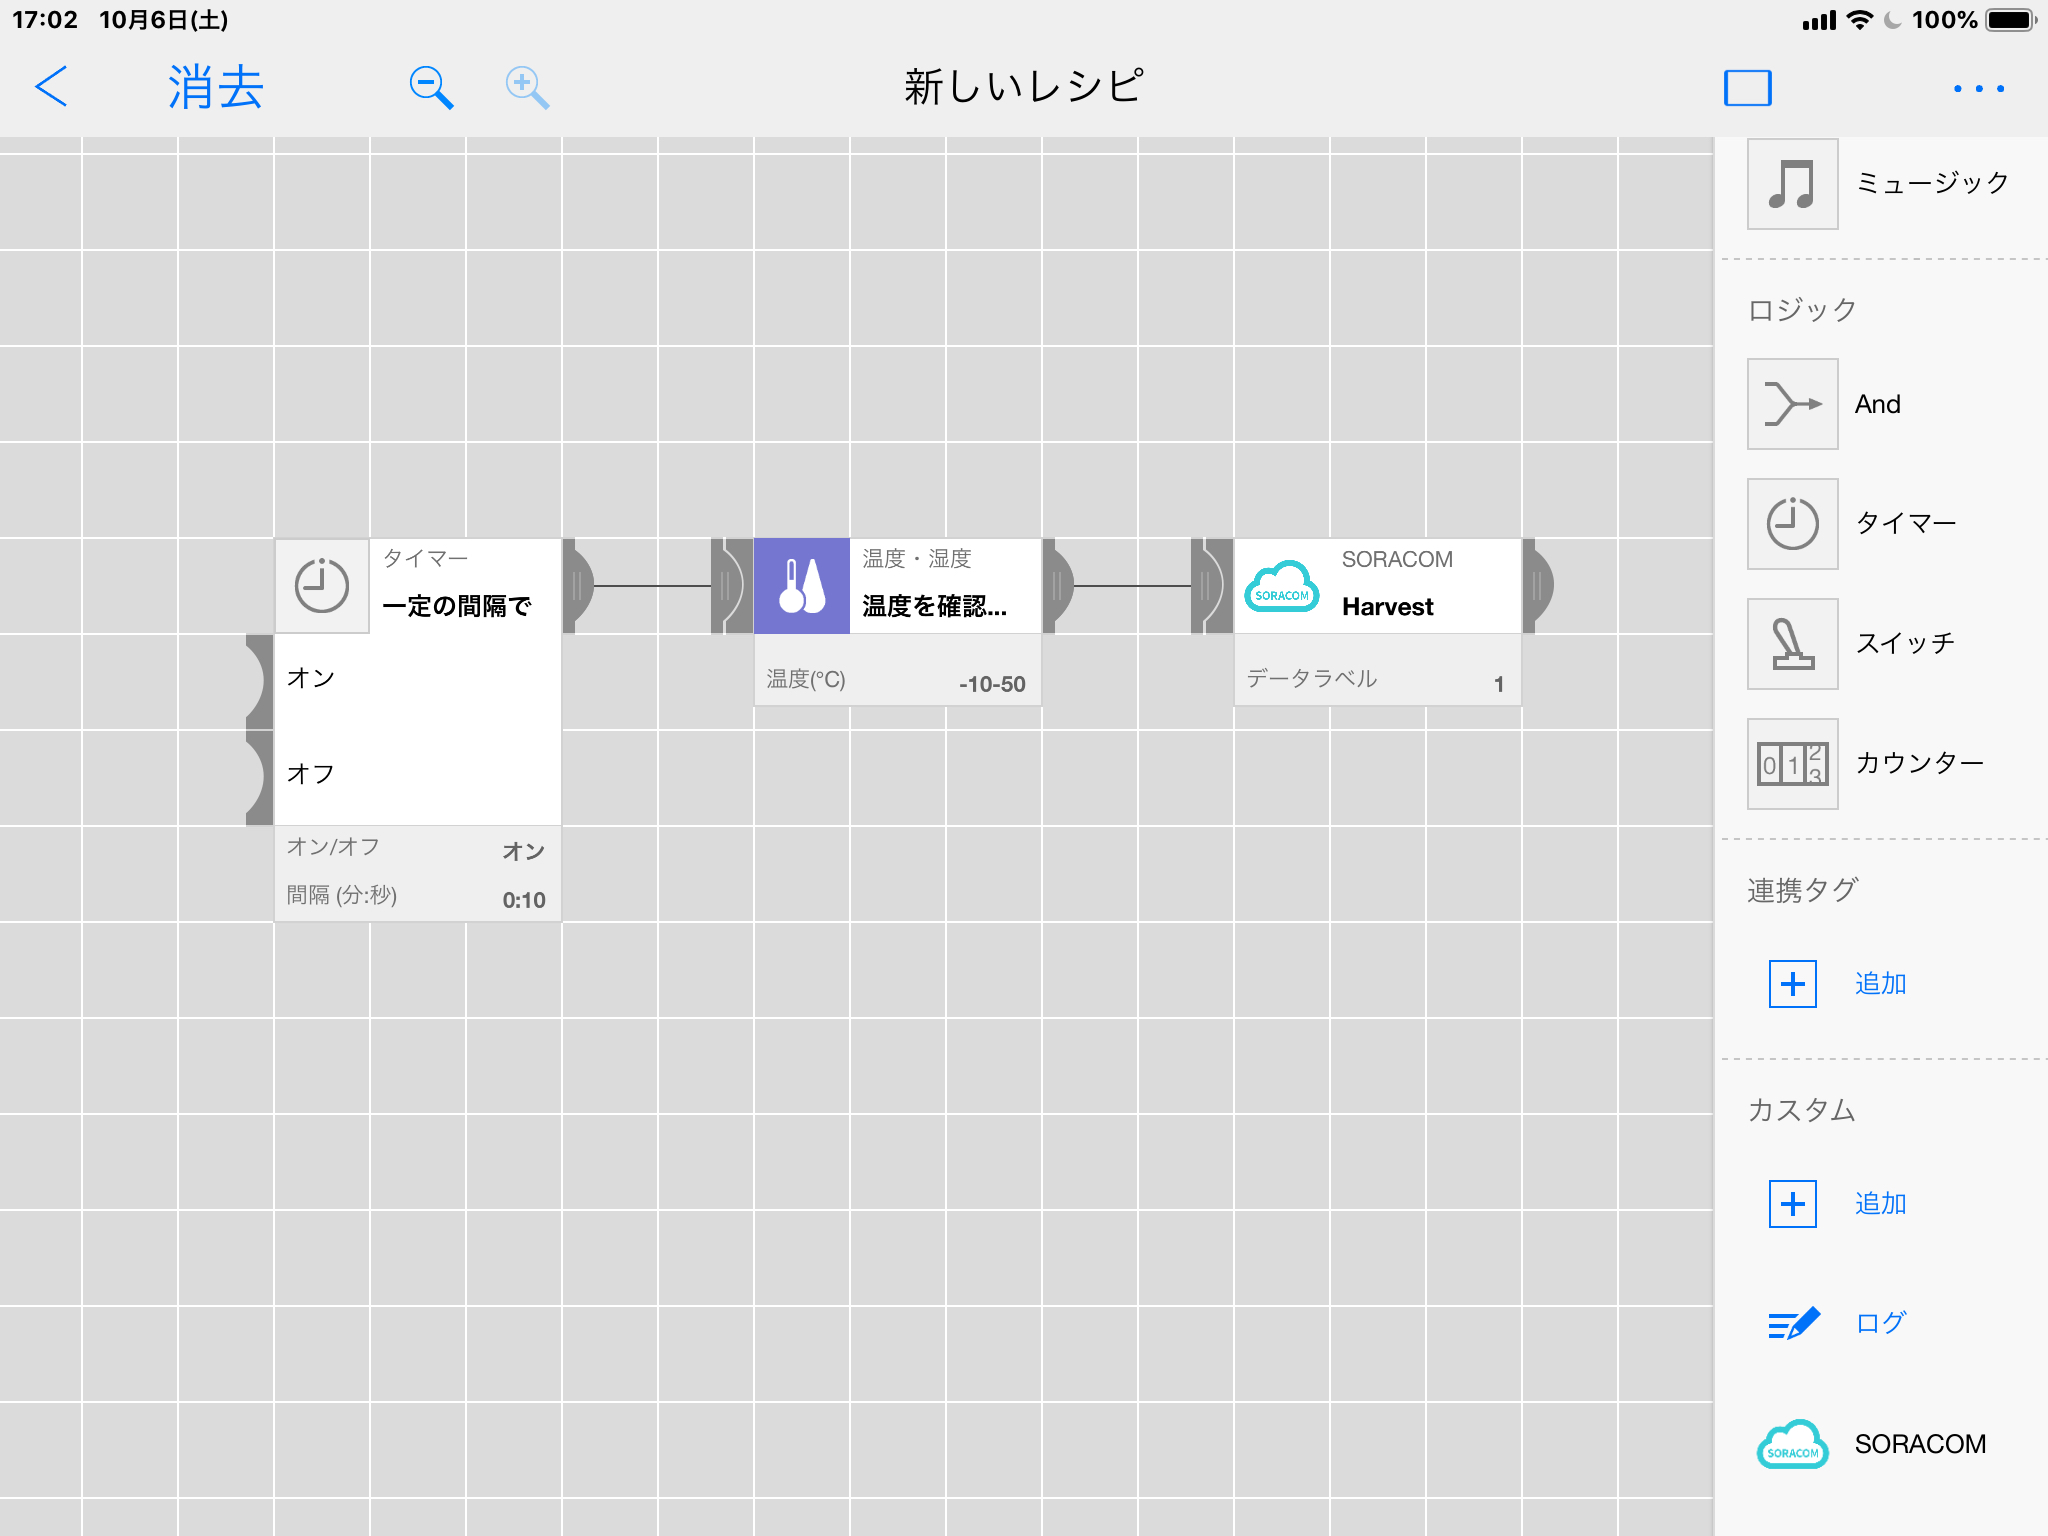 17:02 10月6日(土) 100%
消去
新しいレシピ
ミュージック
ロジック
And
タイマー
スイッチ
0 1 2 3
カウンター
連携タグ
追加
カスタム
追加
ログ
SORACOM
SORACOM
タイマー
一定の間隔で
オン
オフ
オン/オフ オン
間隔 (分:秒) 0:10
温度・湿度
温度を確認...
温度(°C) -10-50
SORACOM
SORACOM
Harvest
データラベル 1